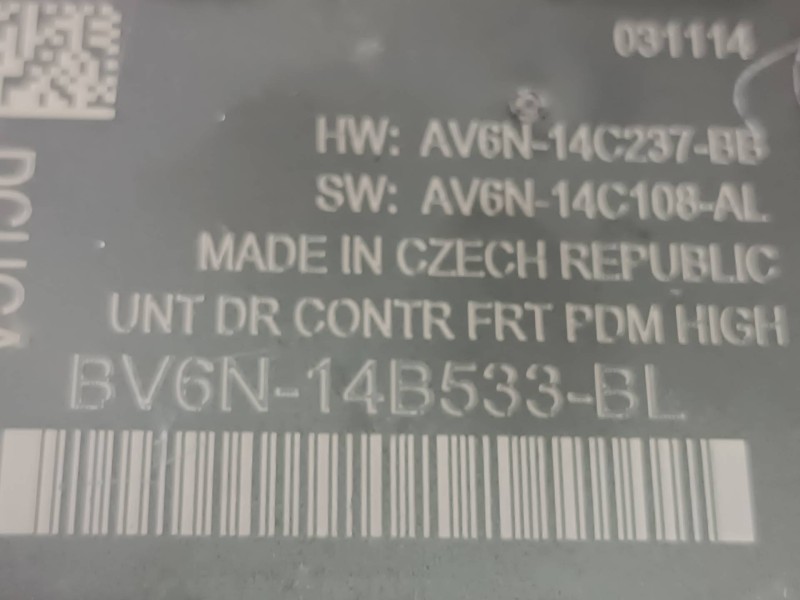 031114
HW: AV6N-14C237-BB
SW: AV6N-14C108-AL
MADE IN CZECH REPUBLIC
UNT DR CONTR FRT PDM HIGH
BV6N-14B533-BL